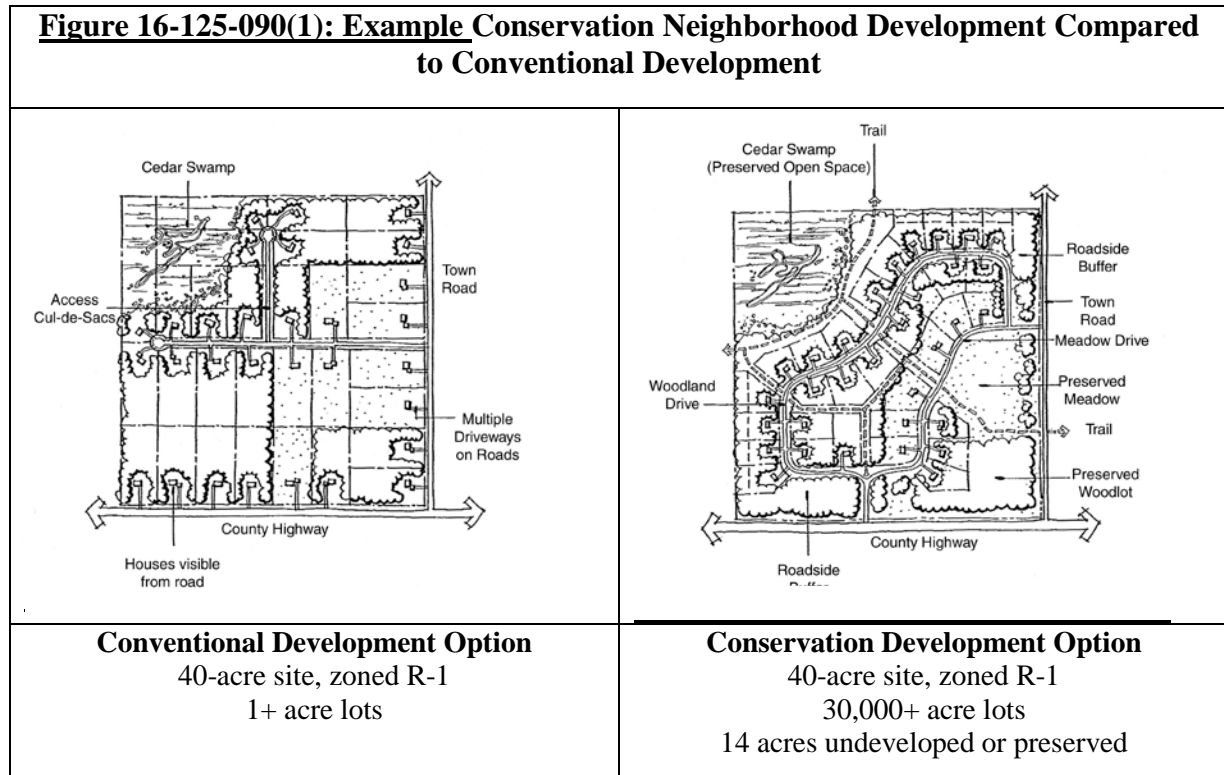 Figure 16-125-090(1): Example Conservation Neighborhood Development Compared
to Conventional Development
Cedar Swamp
Town
Road
Access
Cul-de-Sacs
Multiple
Driveways
on Roads
County Highway
Houses visible
from road
Trail
Cedar Swamp
(Preserved Open Space)
Roadside
Buffer
Town
Road
Meadow Drive
Woodland
Drive
Preserved
Meadow
Trail
Preserved
Woodlot
County Highway
Roadside
Buffer
Conventional Development Option
40-acre site, zoned R-1
1+ acre lots
Conservation Development Option
40-acre site, zoned R-1
30,000+ acre lots
14 acres undeveloped or preserved